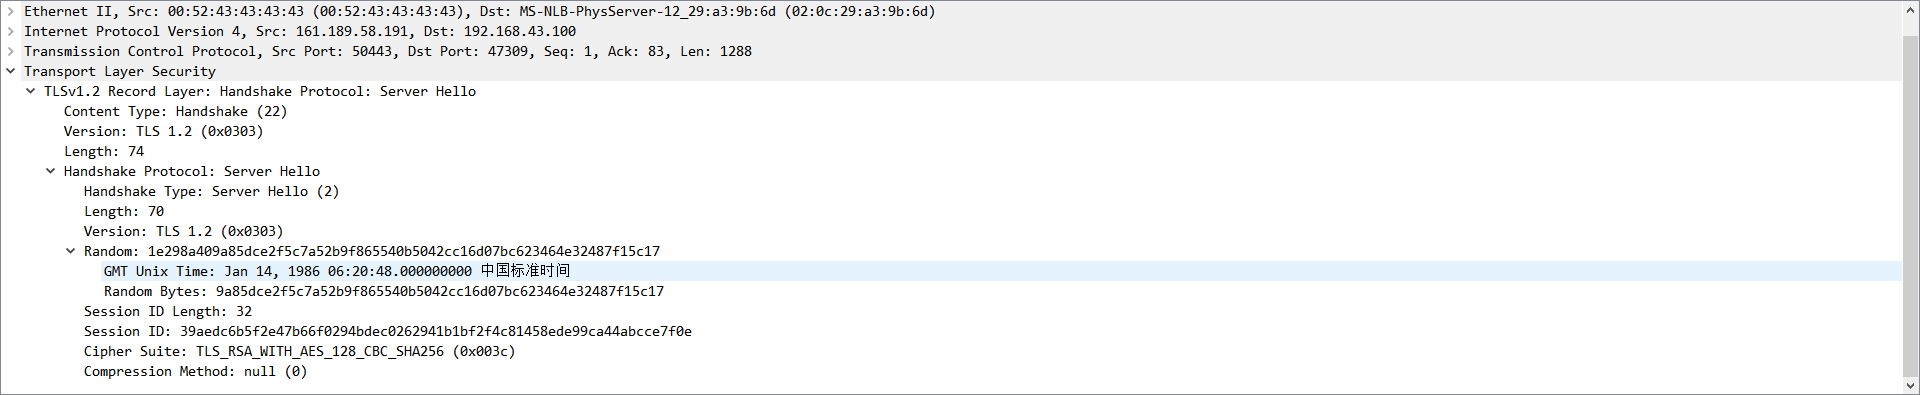 Ethernet II, Src: 00:52:43:43:43:43 (00:52:43:43:43:43), Dst: MS-NLB-PhysServer-12_29:a3:9b:6d (02:0c:29:a3:9b:6d)
Internet Protocol Version 4, Src: 161.189.58.191, Dst: 192.168.43.100
Transmission Control Protocol, Src Port: 50443, Dst Port: 47309, Seq: 1, Ack: 83, Len: 1288
Transport Layer Security
TLSv1.2 Record Layer: Handshake Protocol: Server Hello
Content Type: Handshake (22)
Version: TLS 1.2 (0x0303)
Length: 74
Handshake Protocol: Server Hello
Handshake Type: Server Hello (2)
Length: 70
Version: TLS 1.2 (0x0303)
Random: 1e298a409a85dce2f5c7a52b9f865540b5042cc16d07bc623464e32487f15c17
GMT Unix Time: Jan 14, 1986 06:20:48.000000000 中国标准时间
Random Bytes: 9a85dce2f5c7a52b9f865540b5042cc16d07bc623464e32487f15c17
Session ID Length: 32
Session ID: 39aedc6b5f2e47b66f0294bdec0262941b1bf2f4c81458ede99ca44abcce7f0e
Cipher Suite: TLS_RSA_WITH_AES_128_CBC_SHA256 (0x003c)
Compression Method: null (0)